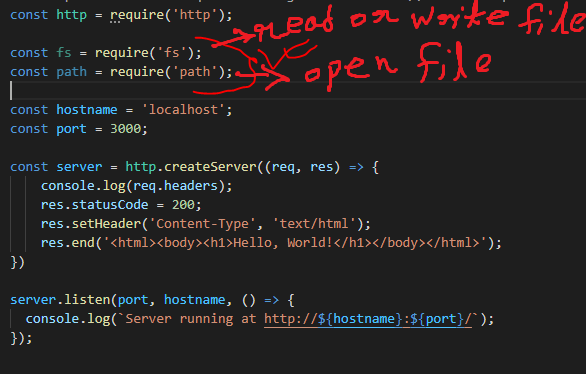 const http = require('http');
read or write file
const fs = require('fs');
const path = require('path');
open file
const hostname = 'localhost';
const port = 3000;
const server = http.createServer((req, res) => {
console.log(req.headers);
res.statusCode = 200;
res.setHeader('Content-Type', 'text/html');
res.end('<html><body><h1>Hello, World!</h1></body></html>');
})
server.listen(port, hostname, () => {
console.log(`Server running at http://${hostname}:${port}/`);
});